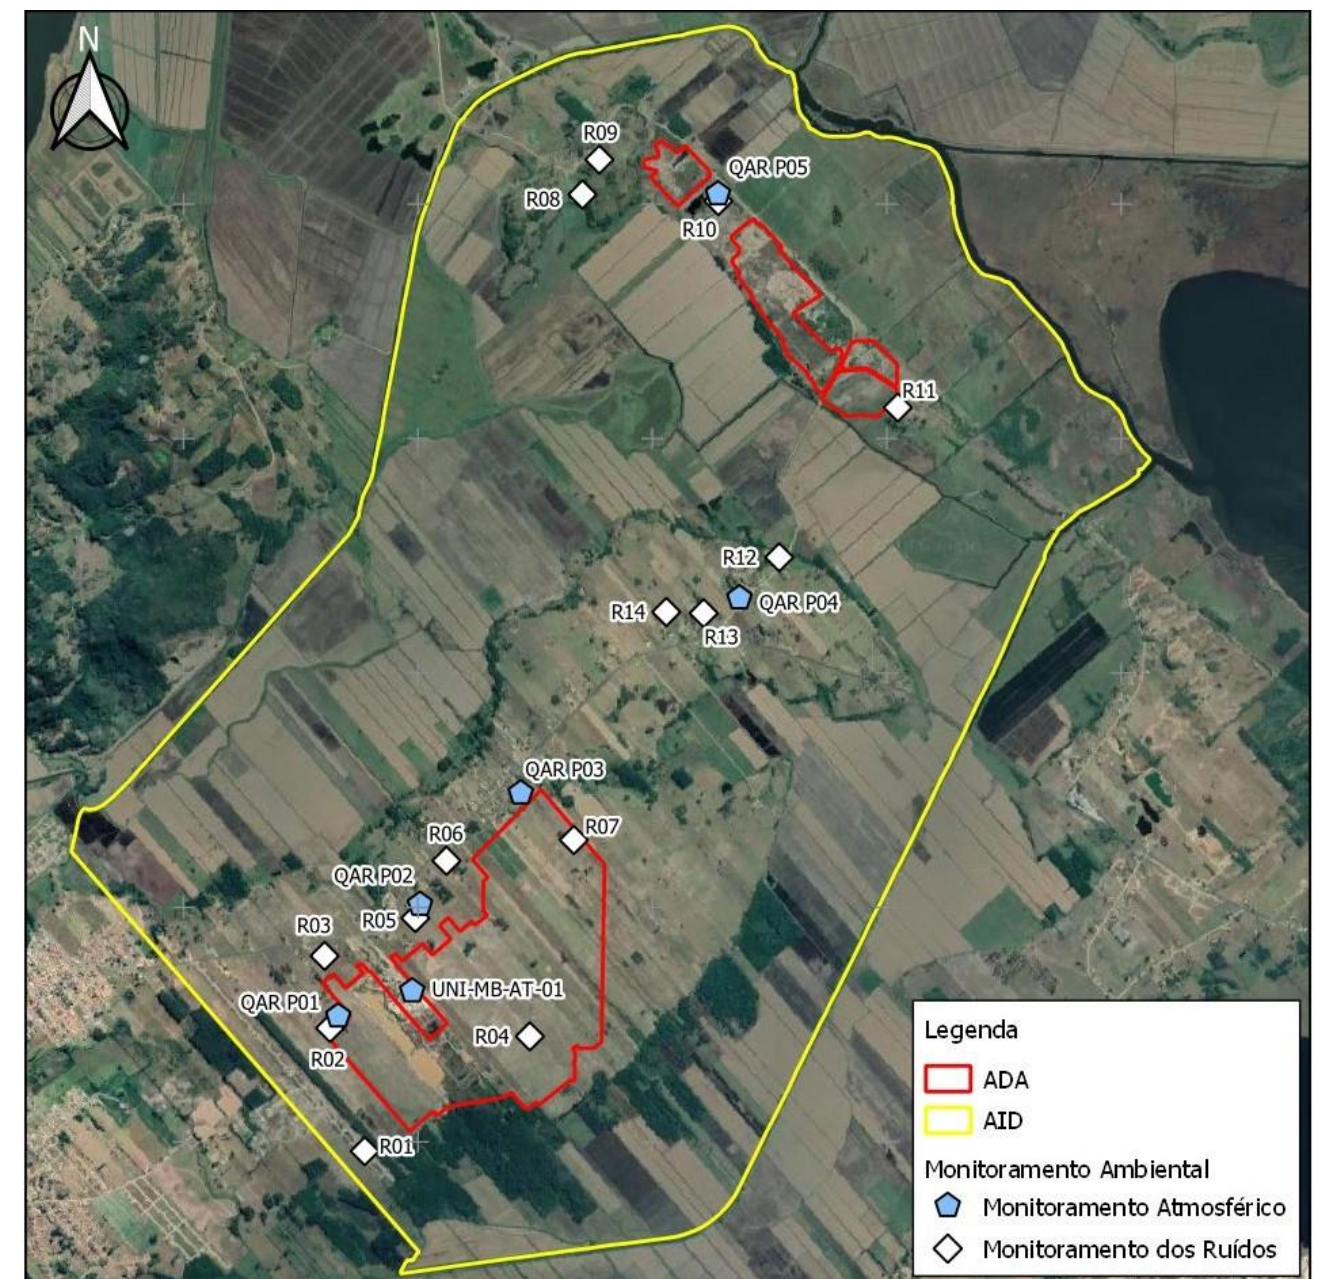 N
R09
QAR P05
R08
R10
R11
R12
QAR P04
R14
R13
QAR P03
R07
R06
QAR P02
R05
R03
UNI-MB-AT-01
QAR P01
R04
R02
R01
Legenda
ADA
AID
Monitoramento Ambiental
Monitoramento Atmosférico
Monitoramento dos Ruídos